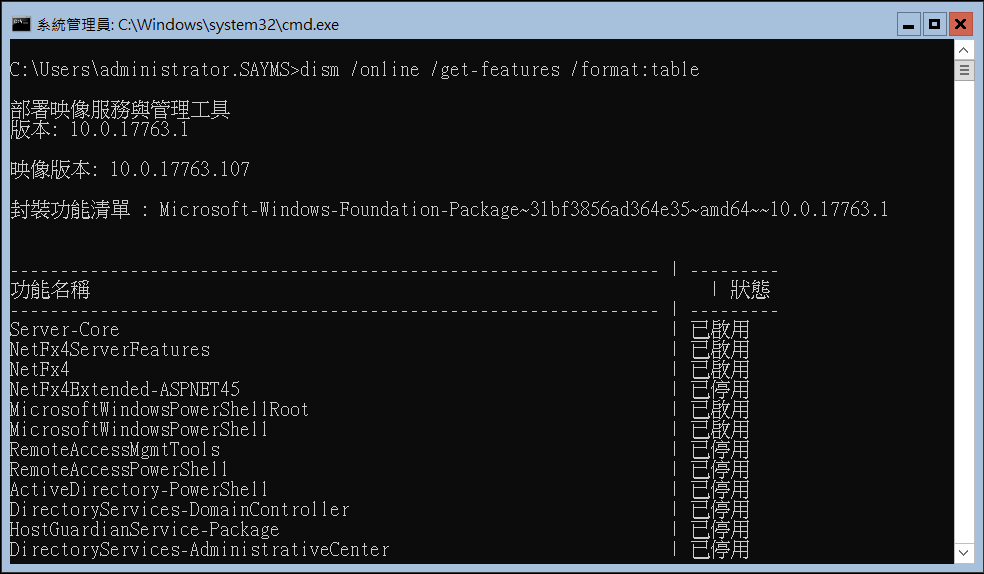 系統管理員: C:\Windows\system32\cmd.exe
C:\Users\administrator.SAYMS>dism /online /get-features /format:table
部署映像服務與管理工具
版本: 10.0.17763.1
映像版本: 10.0.17763.107
封裝功能清單 : Microsoft-Windows-Foundation-Package~31bf3856ad364e35~amd64~~10.0.17763.1
----------------------------------------------------------------- | ---------
功能名稱 | 狀態
----------------------------------------------------------------- | ---------
Server-Core | 已啟用
NetFx4ServerFeatures | 已啟用
NetFx4 | 已啟用
NetFx4Extended-ASPNET45 | 已停用
MicrosoftWindowsPowerShellRoot | 已啟用
MicrosoftWindowsPowerShell | 已啟用
RemoteAccessMgmtTools | 已停用
RemoteAccessPowerShell | 已停用
ActiveDirectory-PowerShell | 已停用
DirectoryServices-DomainController | 已停用
HostGuardianService-Package | 已停用
DirectoryServices-AdministrativeCenter | 已停用